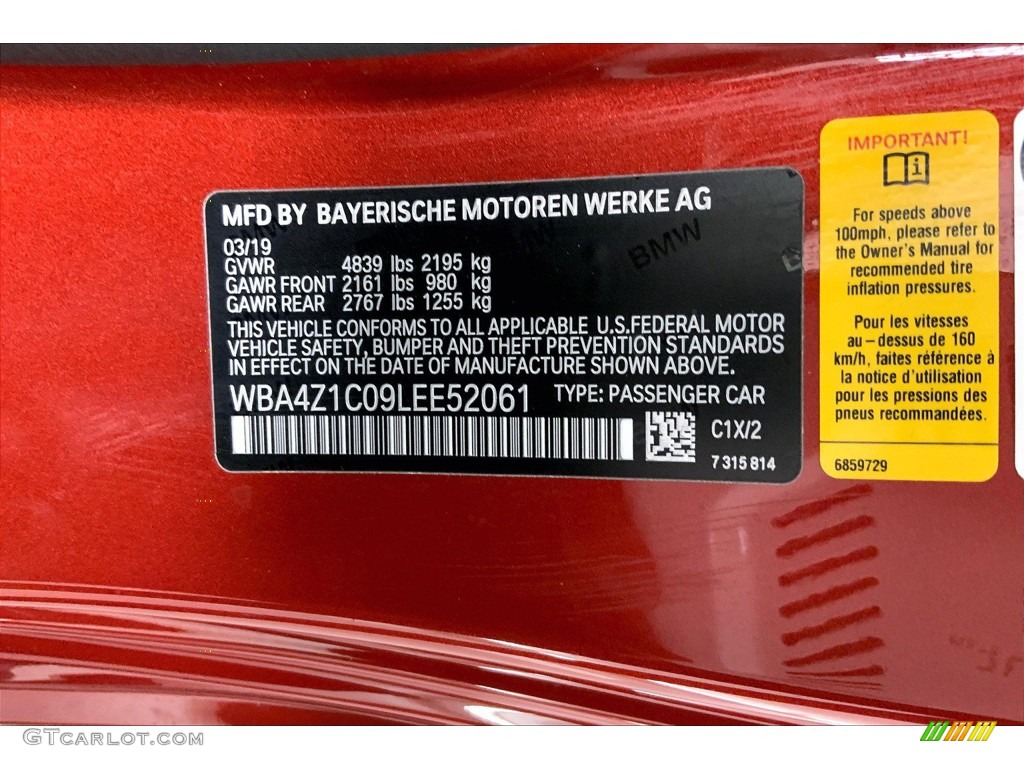 MFD BY BAYERISCHE MOTOREN WERKE AG
03/19
GVWR 4839 lbs 2195 kg
GAWR FRONT 2161 lbs 980 kg
GAWR REAR 2767 lbs 1255 kg
THIS VEHICLE CONFORMS TO ALL APPLICABLE U.S.FEDERAL MOTOR
VEHICLE SAFETY, BUMPER AND THEFT PREVENTION STANDARDS
IN EFFECT ON THE DATE OF MANUFACTURE SHOWN ABOVE.
WBA4Z1C09LEE52061 TYPE: PASSENGER CAR
C1X/2
7 315 814
BMW
IMPORTANT!
For speeds above
100mph, please refer to
the Owner's Manual for
recommended tire
inflation pressures.
Pour les vitesses
au-dessus de 160
km/h, faites référence à
la notice d'utilisation
pour les pressions des
pneus recommandées.
6859729
GTcarlot.com